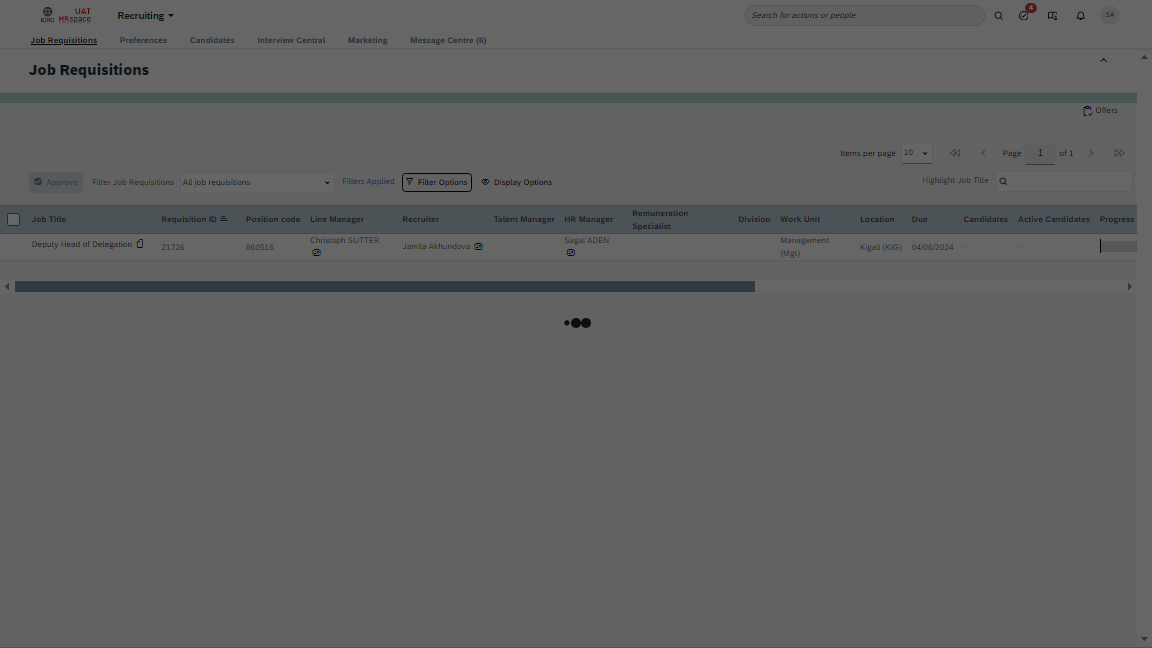 ICRC UAT HRspace
Recruiting
Search for actions or people
4
SA
Job Requisitions Preferences Candidates Interview Central Marketing Message Centre (6)
Job Requisitions
Offers
Items per page 10 Page 1 of 1
Approve Filter Job Requisitions All job requisitions Filters Applied Filter Options Display Options Highlight Job Title
Job Title Requisition ID Position code Line Manager Recruiter Talent Manager HR Manager Remuneration Specialist Division Work Unit Location Due Candidates Active Candidates Progress
Deputy Head of Delegation 21726 860516 Christoph SUTTER Jamila Akhundova Sagal ADEN Management (Mgt) Kigali (KIG) 04/06/2024 - -